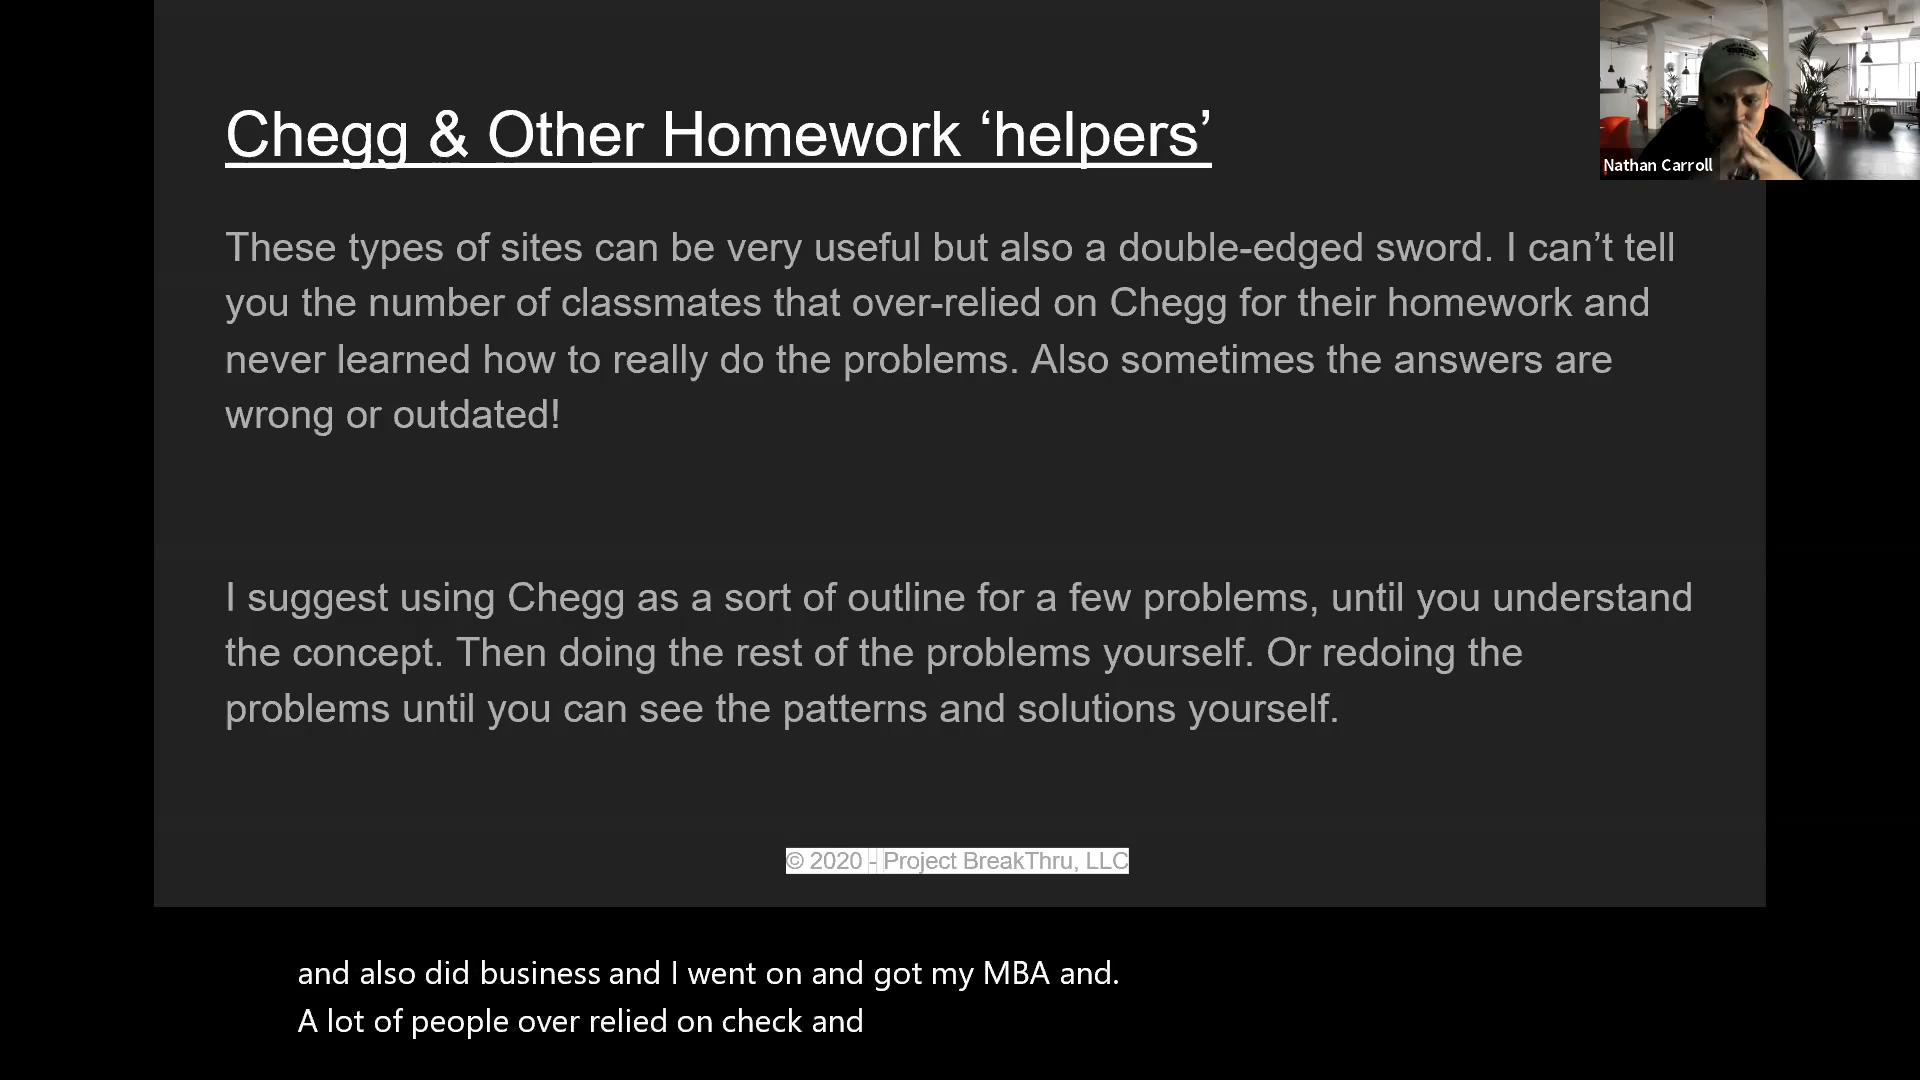 Chegg & Other Homework ‘helpers’
Nathan Carroll
These types of sites can be very useful but also a double-edged sword. I can’t tell
you the number of classmates that over-relied on Chegg for their homework and
never learned how to really do the problems. Also sometimes the answers are
wrong or outdated!
I suggest using Chegg as a sort of outline for a few problems, until you understand
the concept. Then doing the rest of the problems yourself. Or redoing the
problems until you can see the patterns and solutions yourself.
© 2020 - Project BreakThru, LLC
and also did business and I went on and got my MBA and.
A lot of people over relied on check and